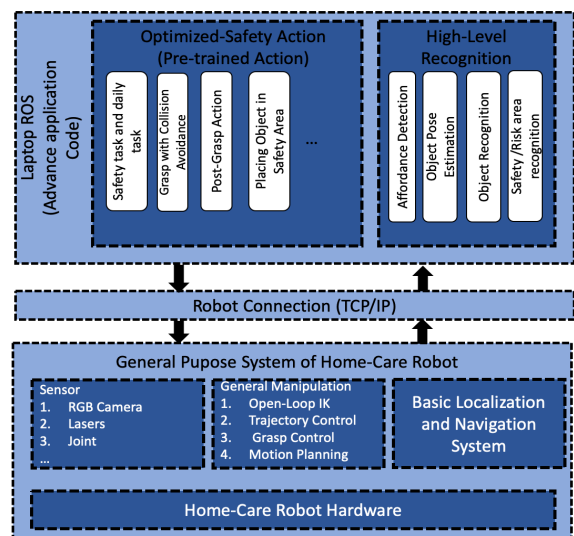 Laptop ROS
(Advance application
Code)
Optimized-Safety Action
(Pre-trained Action)
Safety task and daily
task
Grasp with Collision
Avoidance
Post-Grasp Action
Placing Object in
Safety Area
...
High-Level
Recognition
Affordance Detection
Object Pose
Estimation
Object Recognition
Safety /Risk area
recognition
Robot Connection (TCP/IP)
General Pupose System of Home-Care Robot
Sensor
1. RGB Camera
2. Lasers
3. Joint
...
General Manipulation
1. Open-Loop IK
2. Trajectory Control
3. Grasp Control
4. Motion Planning
Basic Localization
and Navigation
System
Home-Care Robot Hardware